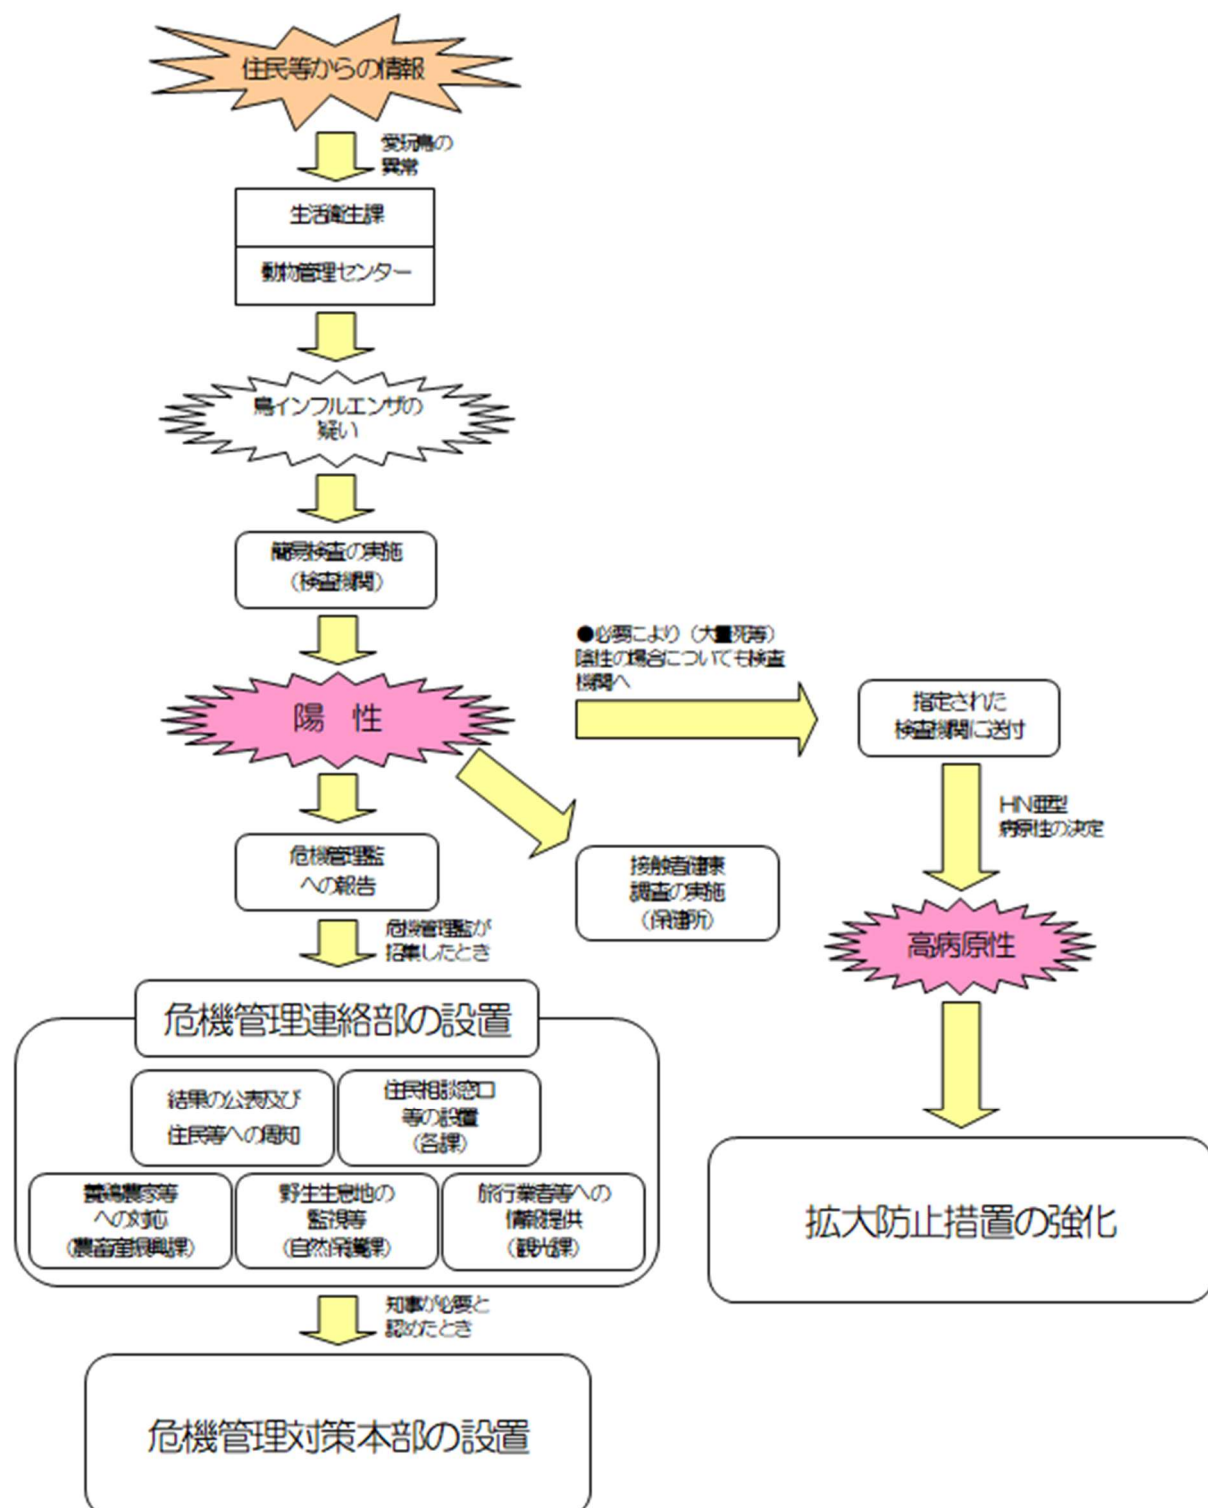 住民等からの情報
愛玩鳥の
異常
生活衛生課
動物管理センター
鳥インフルエンザの
疑い
簡易検査の実施
（検査機関）
陽　性
●必要により（大量死等）
陰性の場合についても検査
機関へ
指定された
検査機関に送付
HN亜型
病原性の決定
高病原性
拡大防止措置の強化
接触者健康
調査の実施
（保健所）
危機管理監
への報告
危機管理監が
招集したとき
危機管理連絡部の設置
結果の公表及び
住民等への周知
住民相談窓口
等の設置
（各課）
養鶏農家等
への対応
（農畜産振興課）
野生生息地の
監視等
（自然保護課）
旅行業者等への
情報提供
（観光課）
知事が必要と
認めたとき
危機管理対策本部の設置